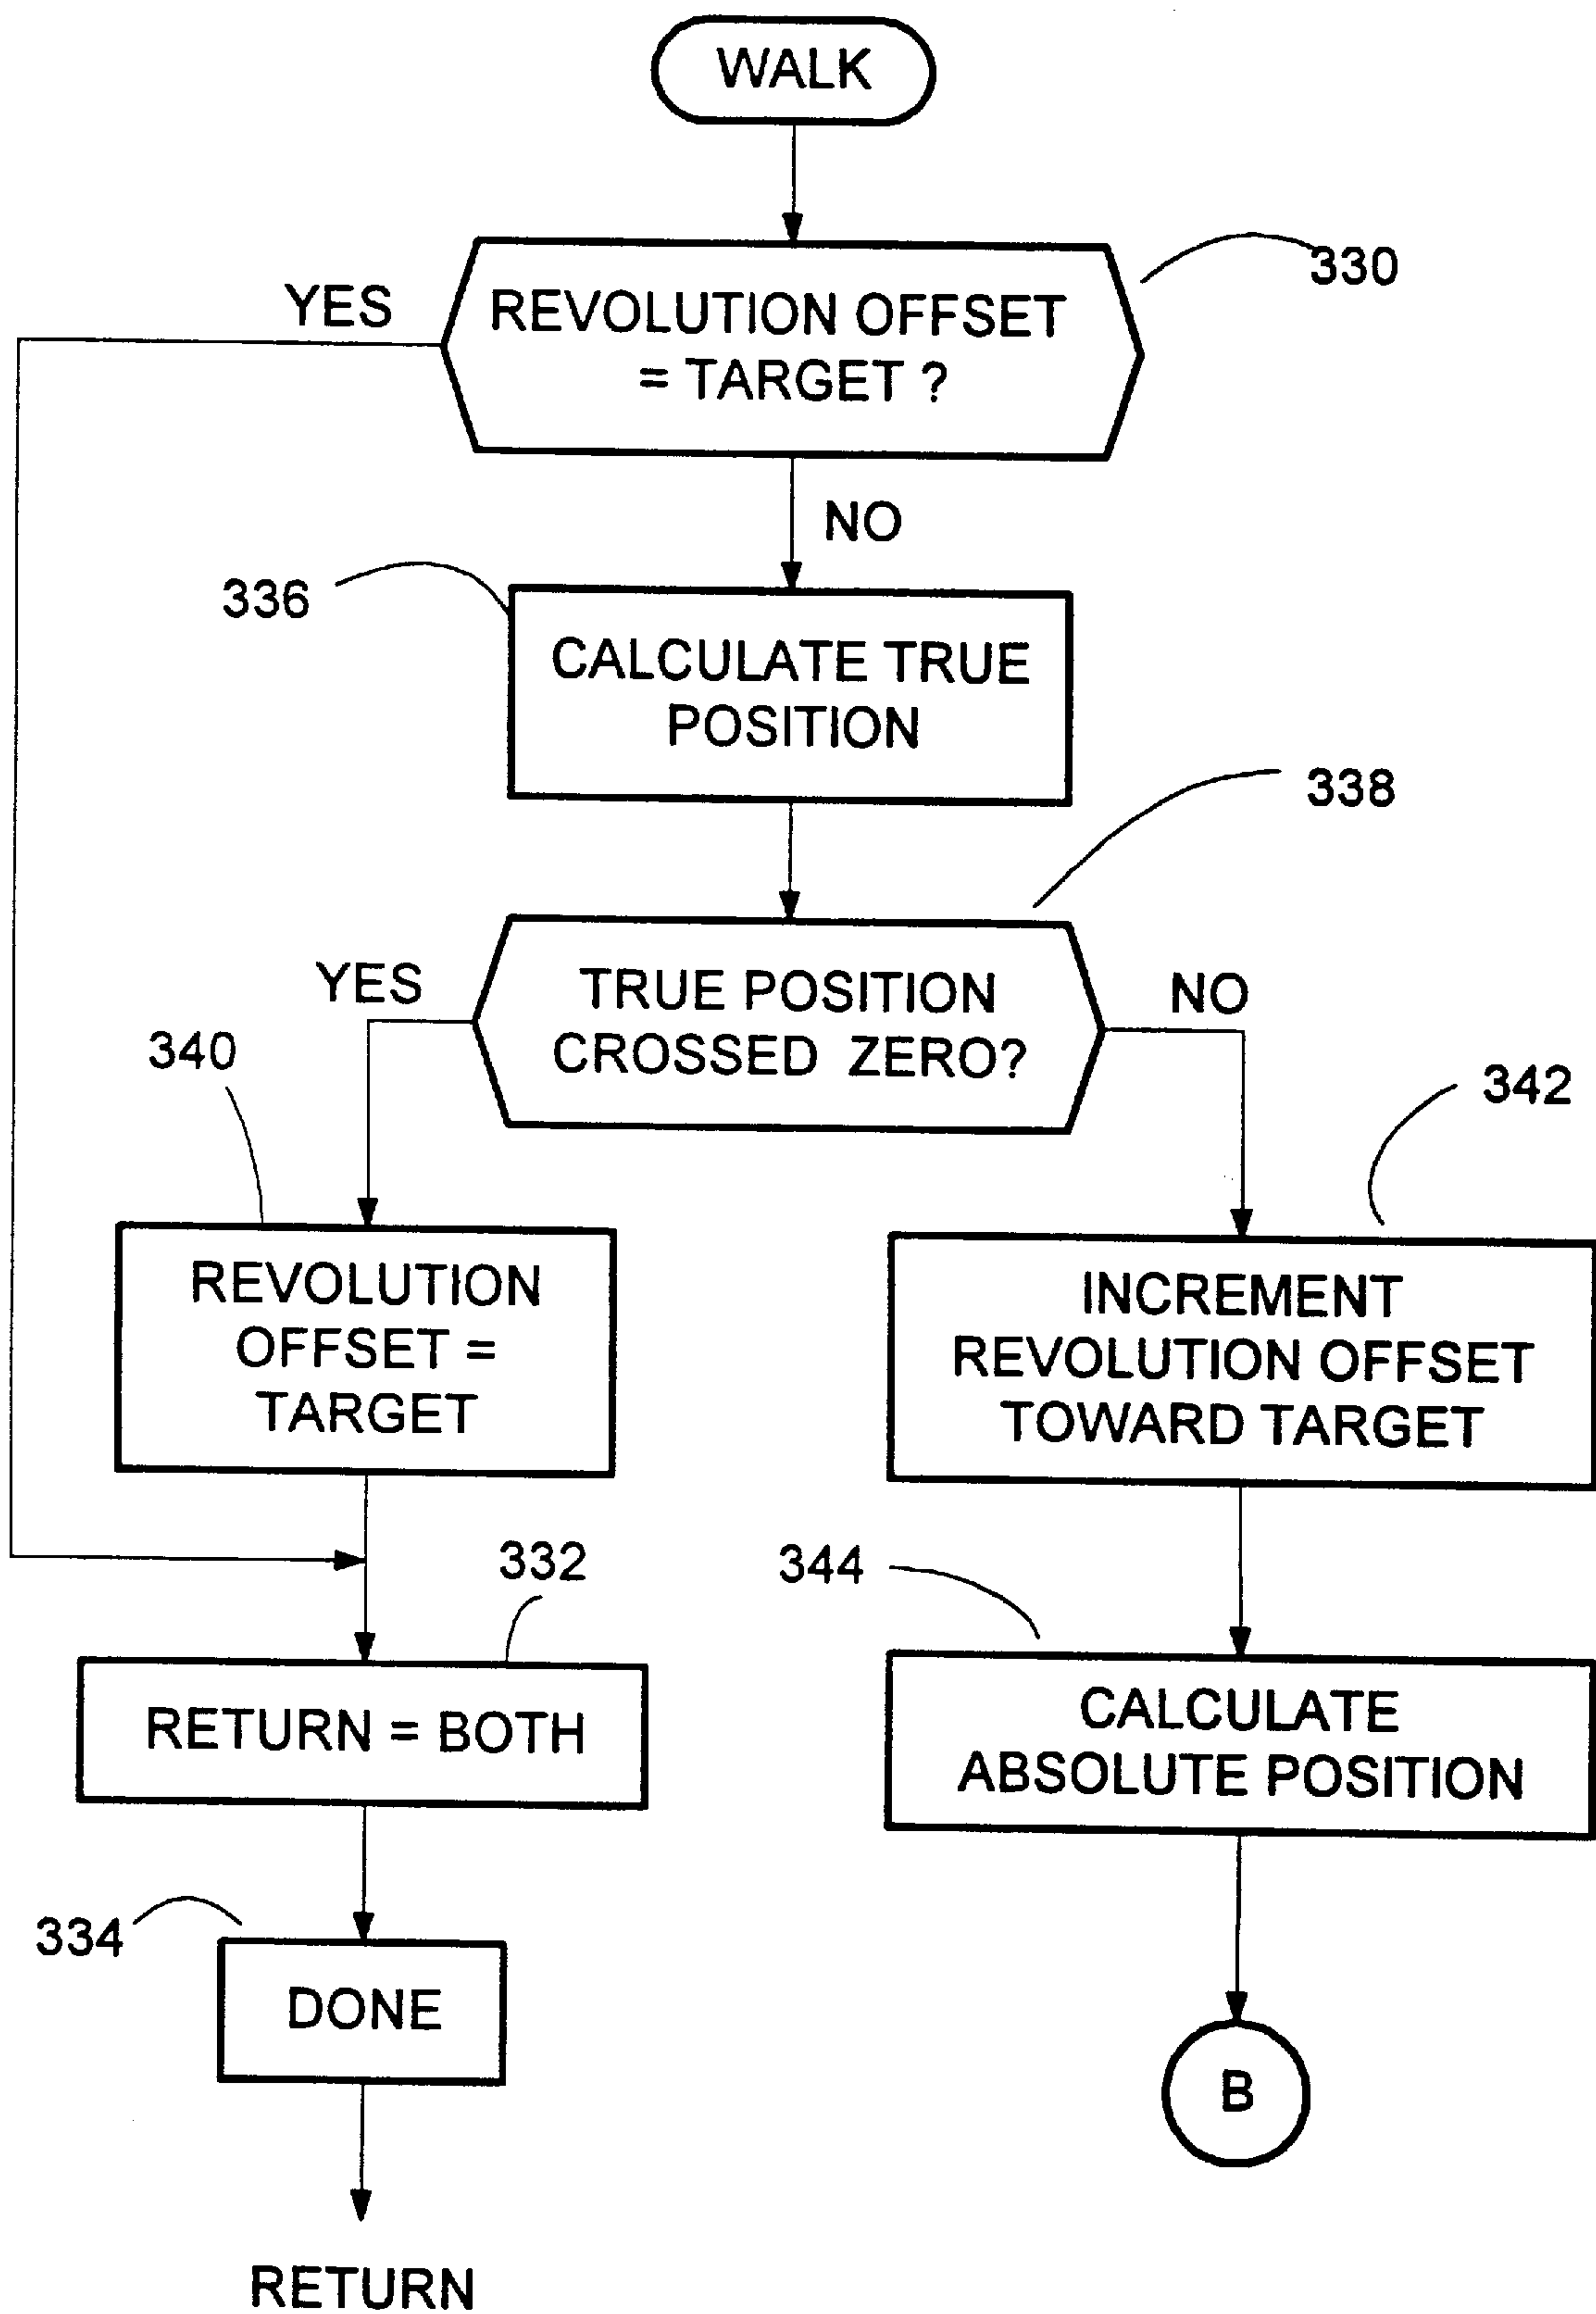 WALK
330
YES
REVOLUTION OFFSET
= TARGET ?
NO
336
CALCULATE TRUE
POSITION
338
YES
TRUE POSITION
CROSSED ZERO?
NO
340
342
REVOLUTION
OFFSET =
TARGET
INCREMENT
REVOLUTION OFFSET
TOWARD TARGET
332
344
RETURN = BOTH
CALCULATE
ABSOLUTE POSITION
334
DONE
B
RETURN